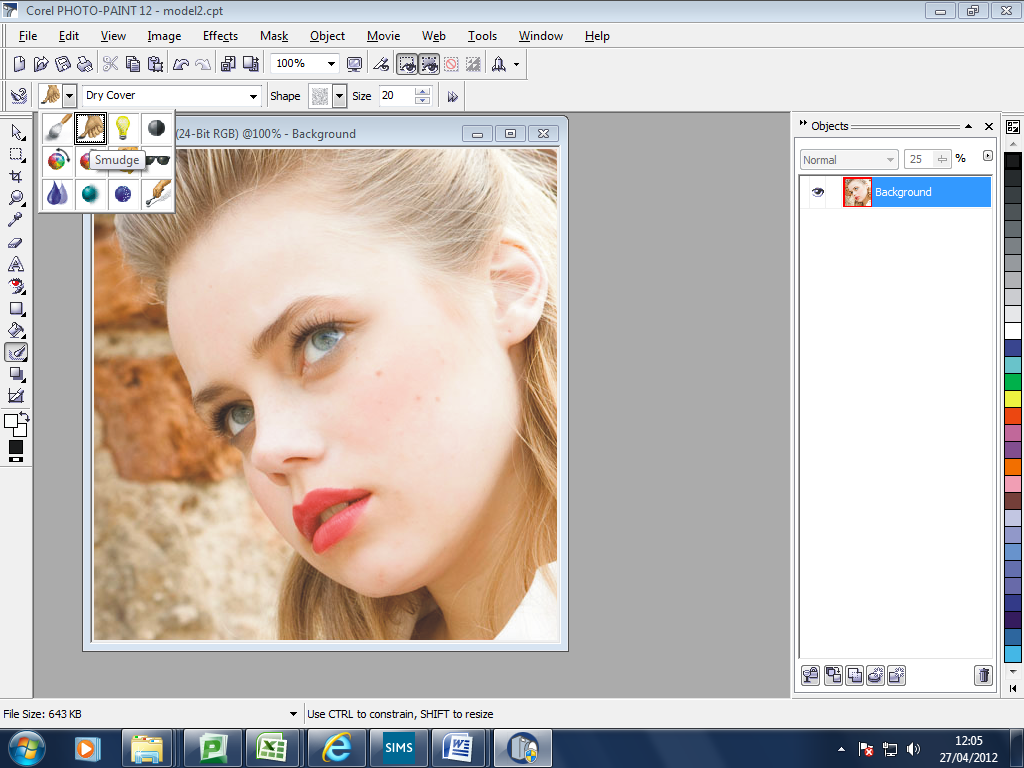 Corel PHOTO-PAINT 12 - model2.cpt
File Edit View Image Effects Mask Object Movie Web Tools Window Help
100%
Dry Cover Shape Size 20
(24-Bit RGB) @100% - Background
Smudge
Objects
Normal 25 %
Background
File Size: 643 KB Use CTRL to constrain, SHIFT to resize
SIMS
12:05
27/04/2012